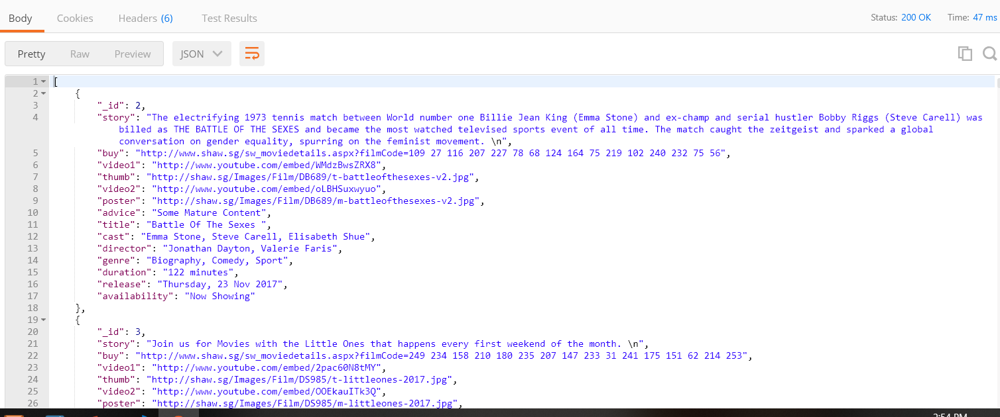 Body Cookies Headers (6) Test Results Status: 200 OK Time: 47 ms
Pretty Raw Preview JSON
1 [
2 {
3 "_id": 2,
4 "story": "The electrifying 1973 tennis match between World number one Billie Jean King (Emma Stone) and ex-champ and serial hustler Bobby Riggs (Steve Carell) was
billed as THE BATTLE OF THE SEXES and became the most watched televised sports event of all time. The match caught the zeitgeist and sparked a global
conversation on gender equality, spurring on the feminist movement. \n",
5 "buy": "http://www.shaw.sg/sw_moviedetails.aspx?filmCode=109 27 116 207 227 78 68 124 164 75 219 102 240 232 75 56",
6 "video1": "http://www.youtube.com/embed/WMdzBwsZRX8",
7 "thumb": "http://shaw.sg/Images/Film/DB689/t-battleofthesexes-v2.jpg",
8 "video2": "http://www.youtube.com/embed/oLBHSuxwyuo",
9 "poster": "http://shaw.sg/Images/Film/DB689/m-battleofthesexes-v2.jpg",
10 "advice": "Some Mature Content",
11 "title": "Battle Of The Sexes ",
12 "cast": "Emma Stone, Steve Carell, Elisabeth Shue",
13 "director": "Jonathan Dayton, Valerie Faris",
14 "genre": "Biography, Comedy, Sport",
15 "duration": "122 minutes",
16 "release": "Thursday, 23 Nov 2017",
17 "availability": "Now Showing"
18 },
19 {
20 "_id": 3,
21 "story": "Join us for Movies with the Little Ones that happens every first weekend of the month. \n",
22 "buy": "http://www.shaw.sg/sw_moviedetails.aspx?filmCode=249 234 158 210 180 235 207 147 233 31 241 175 151 62 214 253",
23 "video1": "http://www.youtube.com/embed/2pac60N8tMY",
24 "thumb": "http://shaw.sg/Images/Film/DS985/t-littleones-2017.jpg",
25 "video2": "http://www.youtube.com/embed/OOEkauITk3Q",
26 "poster": "http://shaw.sg/Images/Film/DS985/m-littleones-2017.jpg",
2:54 PM